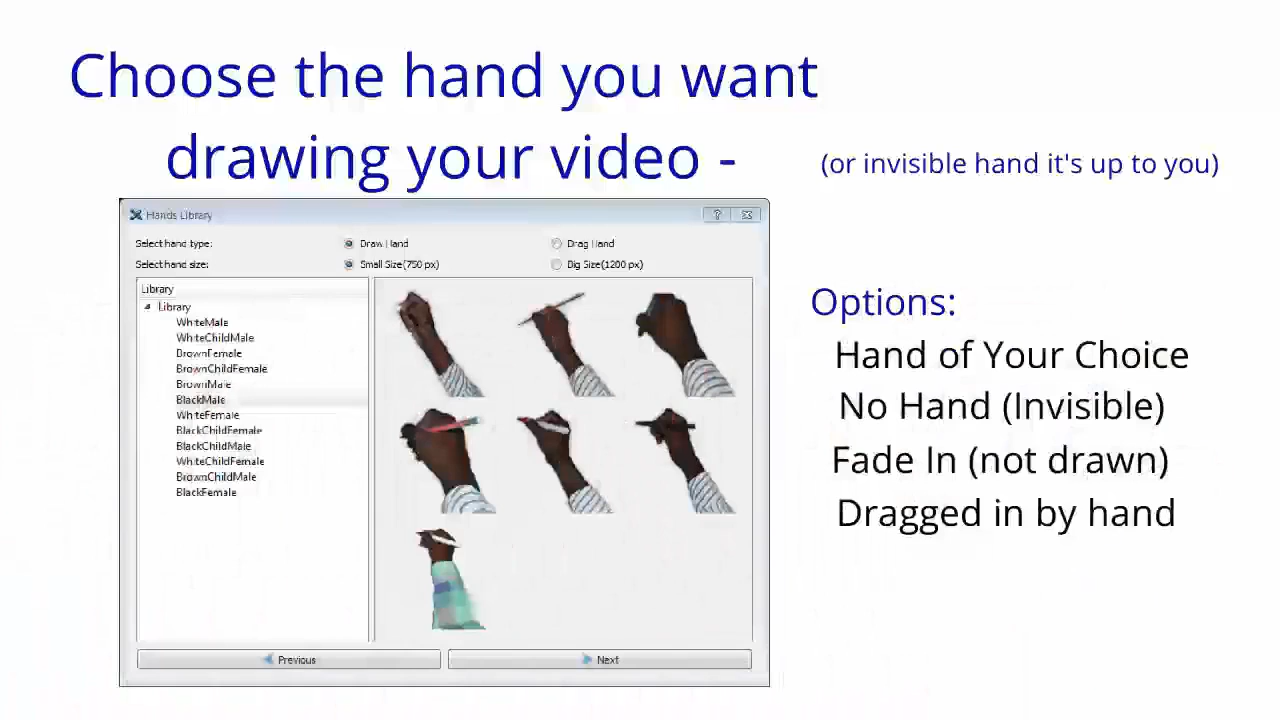 Choose the hand you want
drawing your video -
(or invisible hand it's up to you)
Hands Library
Select hand type:
Draw Hand
Drag Hand
Select hand size:
Small Size(750 px)
Big Size(1200 px)
Library
Library
WhiteMale
WhiteChildMale
BrownFemale
BrownChildFemale
BrownMale
BlackMale
WhiteFemale
BlackChildFemale
BlackChildMale
WhiteChildFemale
BrownChildMale
BlackFemale
Previous
Next
Options:
Hand of Your Choice
No Hand (Invisible)
Fade In (not drawn)
Dragged in by hand